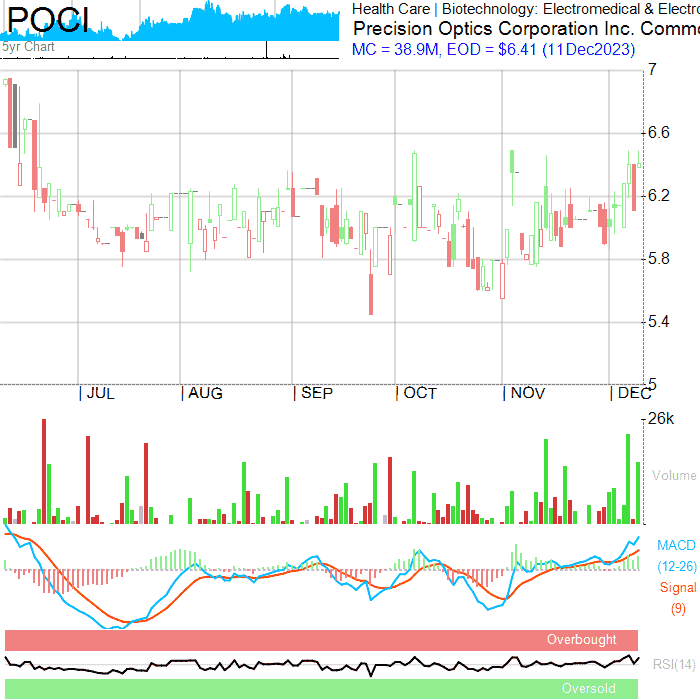 POCI
5yr Chart
Health Care | Biotechnology: Electromedical & Electro
Precision Optics Corporation Inc. Commo
MC = 38.9M, EOD = $6.41 (11Dec2023)
7
6.6
6.2
5.8
5.4
5
| JUL | AUG | SEP | OCT | NOV | DEC
26k
Volume
MACD
(12-26)
Signal
(9)
Overbought
RSI(14)
Oversold